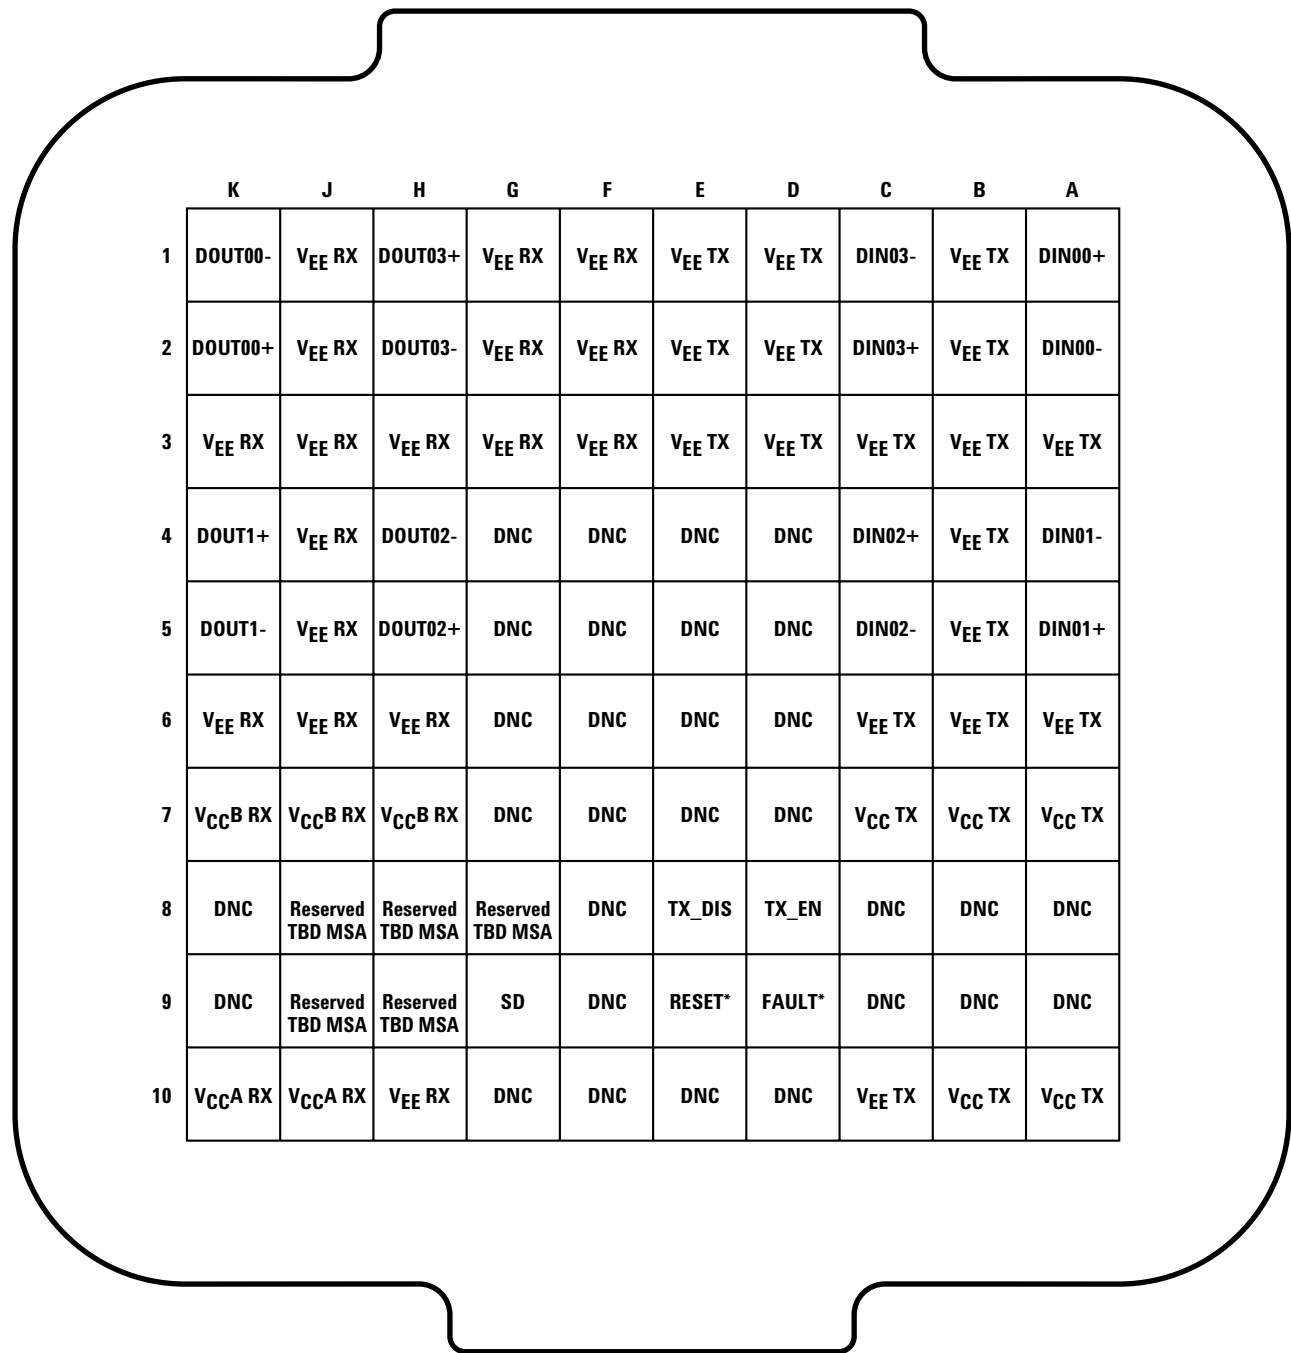 K J H G F E D C B A
1 DOUT00- VEE RX DOUT03+ VEE RX VEE RX VEE TX VEE TX DIN03- VEE TX DIN00+
2 DOUT00+ VEE RX DOUT03- VEE RX VEE RX VEE TX VEE TX DIN03+ VEE TX DIN00-
3 VEE RX VEE RX VEE RX VEE RX VEE RX VEE TX VEE TX VEE TX VEE TX VEE TX
4 DOUT1+ VEE RX DOUT02- DNC DNC DNC DNC DIN02+ VEE TX DIN01-
5 DOUT1- VEE RX DOUT02+ DNC DNC DNC DNC DIN02- VEE TX DIN01+
6 VEE RX VEE RX VEE RX DNC DNC DNC DNC VEE TX VEE TX VEE TX
7 VCCB RX VCCB RX VCCB RX DNC DNC DNC DNC VCC TX VCC TX VCC TX
8 DNC Reserved Reserved Reserved DNC TX_DIS TX_EN DNC DNC DNC
TBD MSA TBD MSA TBD MSA
9 DNC Reserved Reserved SD DNC RESET* FAULT* DNC DNC DNC
TBD MSA TBD MSA
10 VCCA RX VCCA RX VEE RX DNC DNC DNC DNC VEE TX VCC TX VCC TX